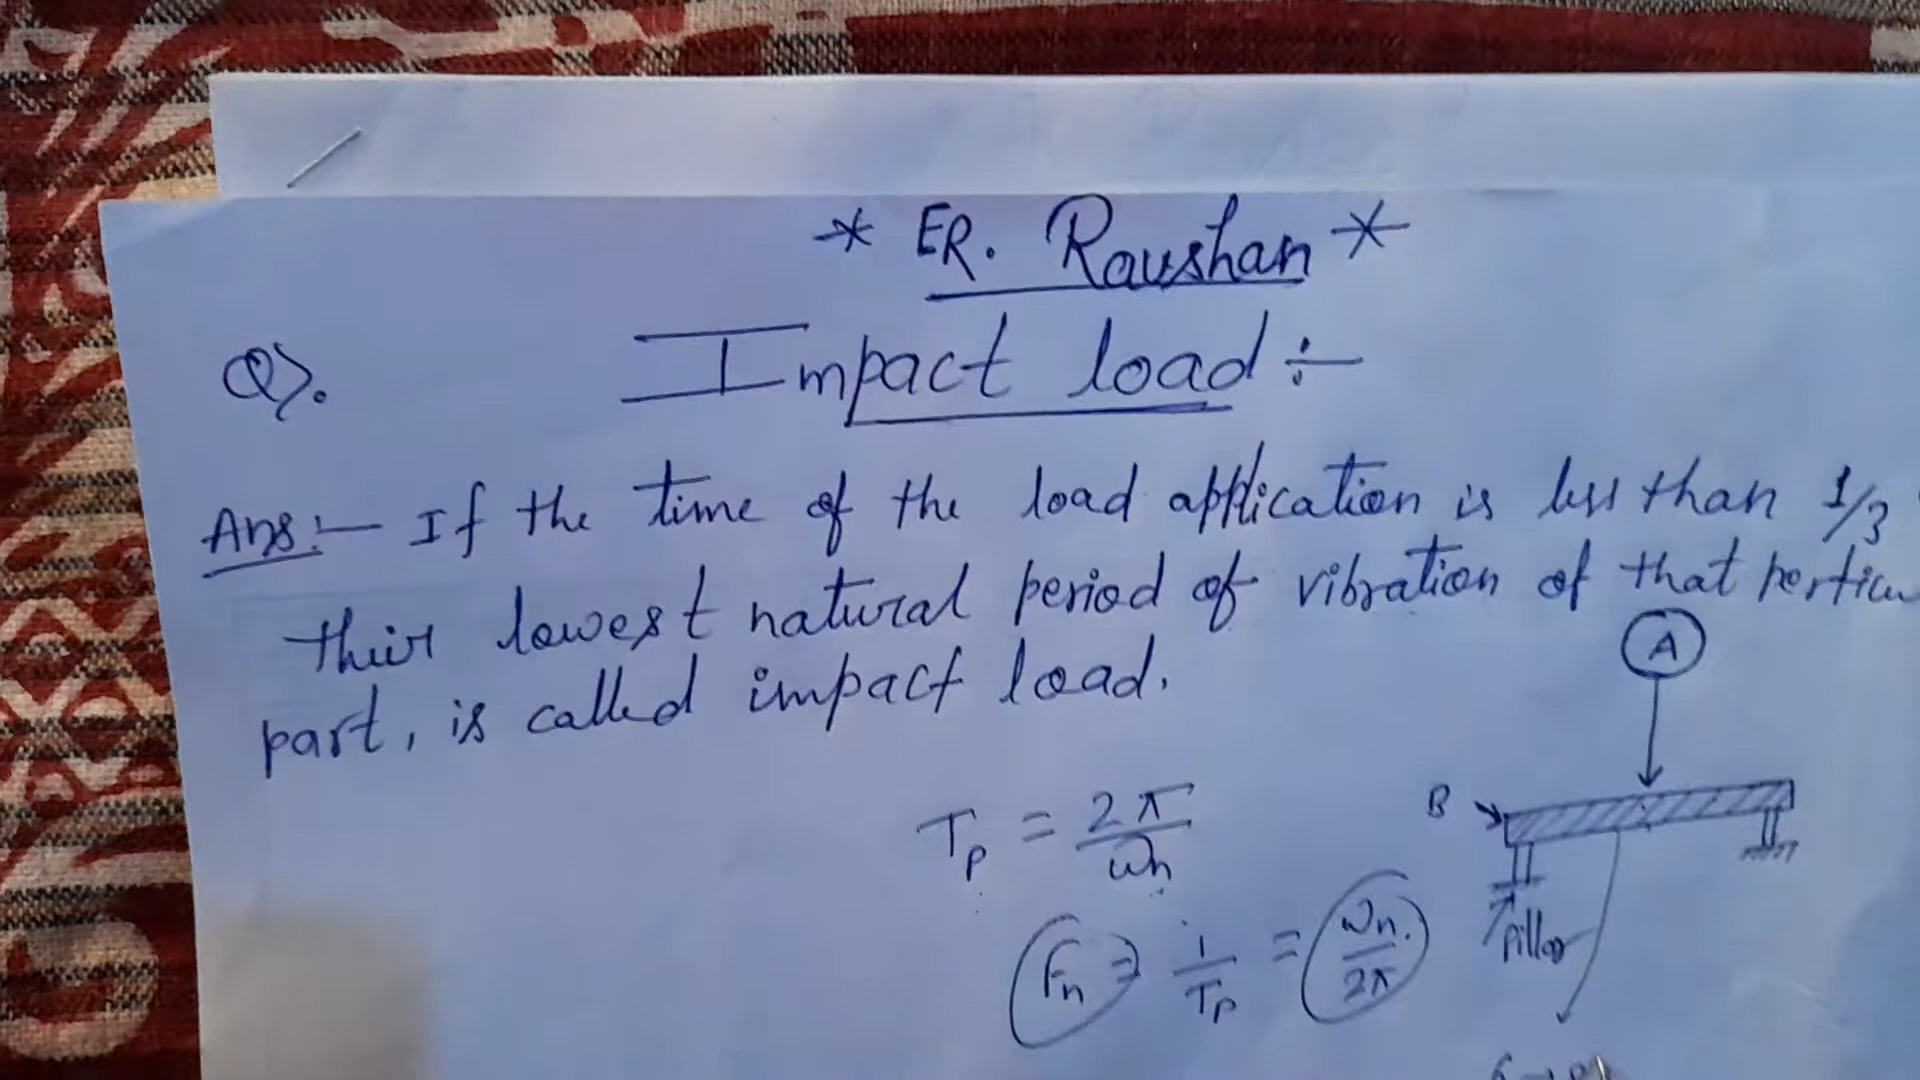 * ER. Raushan *
Q). Impact load :-
Ans:- If the time of the load application is less than 1/3
their lowest natural period of vibration of that
part, is called impact load.
A
B
Tp = 2π/ωn
Pillar
Fn = 1/Tp = ωn/2π